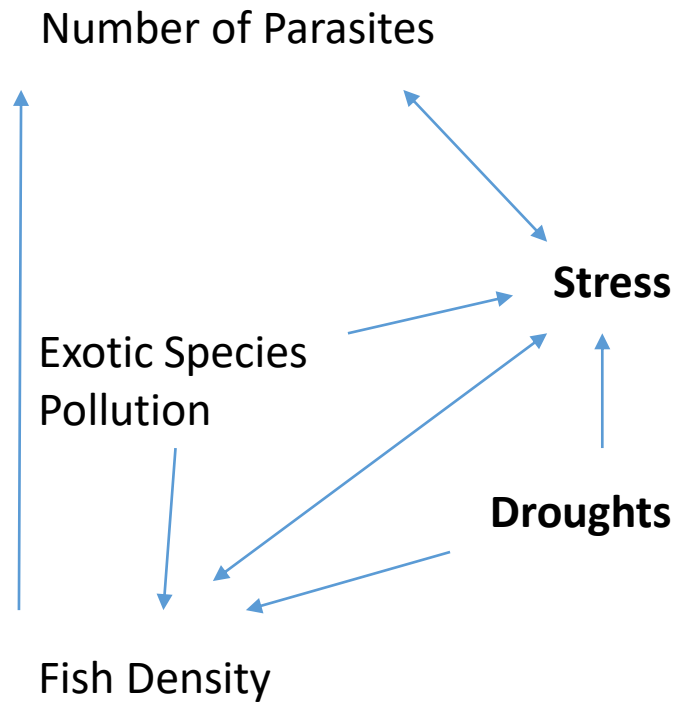 Number of Parasites
Stress
Exotic Species
Pollution
Droughts
Fish Density